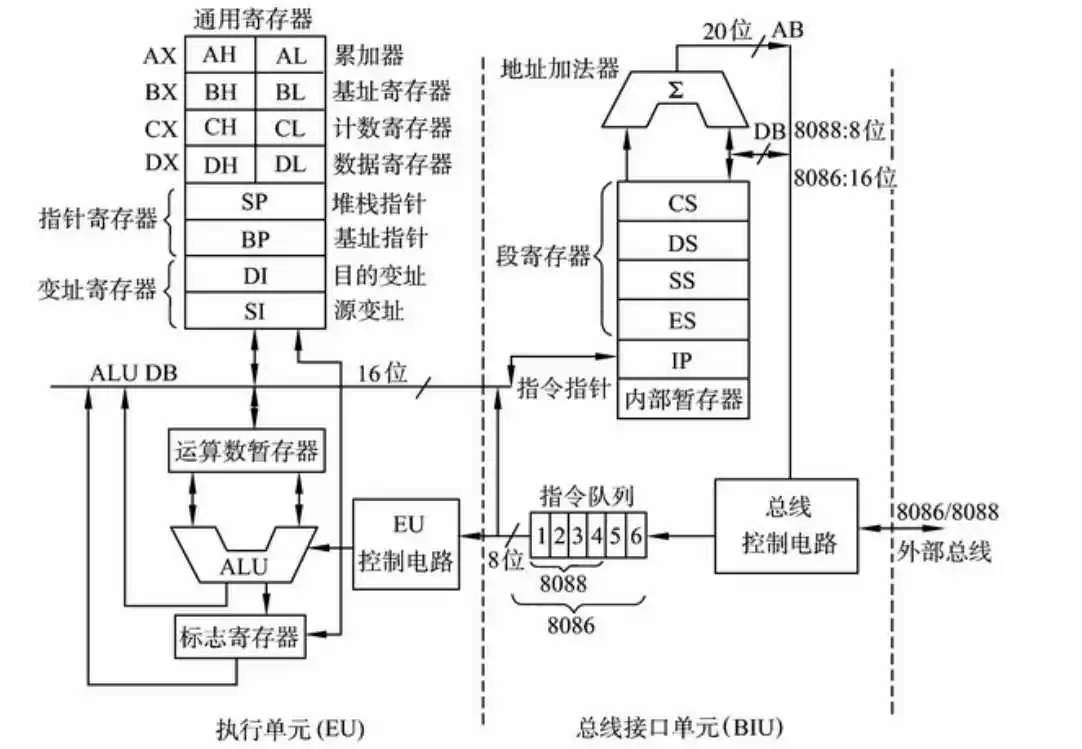 通用寄存器
AX AH AL 累加器
BX BH BL 基址寄存器
CX CH CL 计数寄存器
DX DH DL 数据寄存器
指针寄存器
SP 堆栈指针
BP 基址指针
变址寄存器
DI 目的变址
SI 源变址
ALU DB
16位
运算数暂存器
ALU
标志寄存器
EU
控制电路
执行单元(EU)
20位 AB
地址加法器
Σ
DB
8088:8位
8086:16位
段寄存器
CS
DS
SS
ES
IP
指令指针
内部暂存器
指令队列
1 2 3 4 5 6
8位
8088
8086
总线
控制电路
8086/8088
外部总线
总线接口单元(BIU)